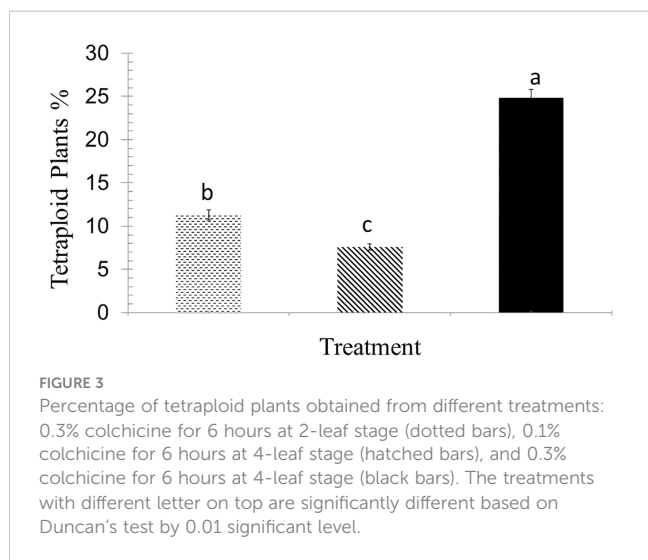 Tetraploid Plants %
30
25
20
15
10
5
0
b
c
a
Treatment
FIGURE 3
Percentage of tetraploid plants obtained from different treatments:
0.3% colchicine for 6 hours at 2-leaf stage (dotted bars), 0.1%
colchicine for 6 hours at 4-leaf stage (hatched bars), and 0.3%
colchicine for 6 hours at 4-leaf stage (black bars). The treatments
with different letter on top are significantly different based on
Duncan’s test by 0.01 significant level.